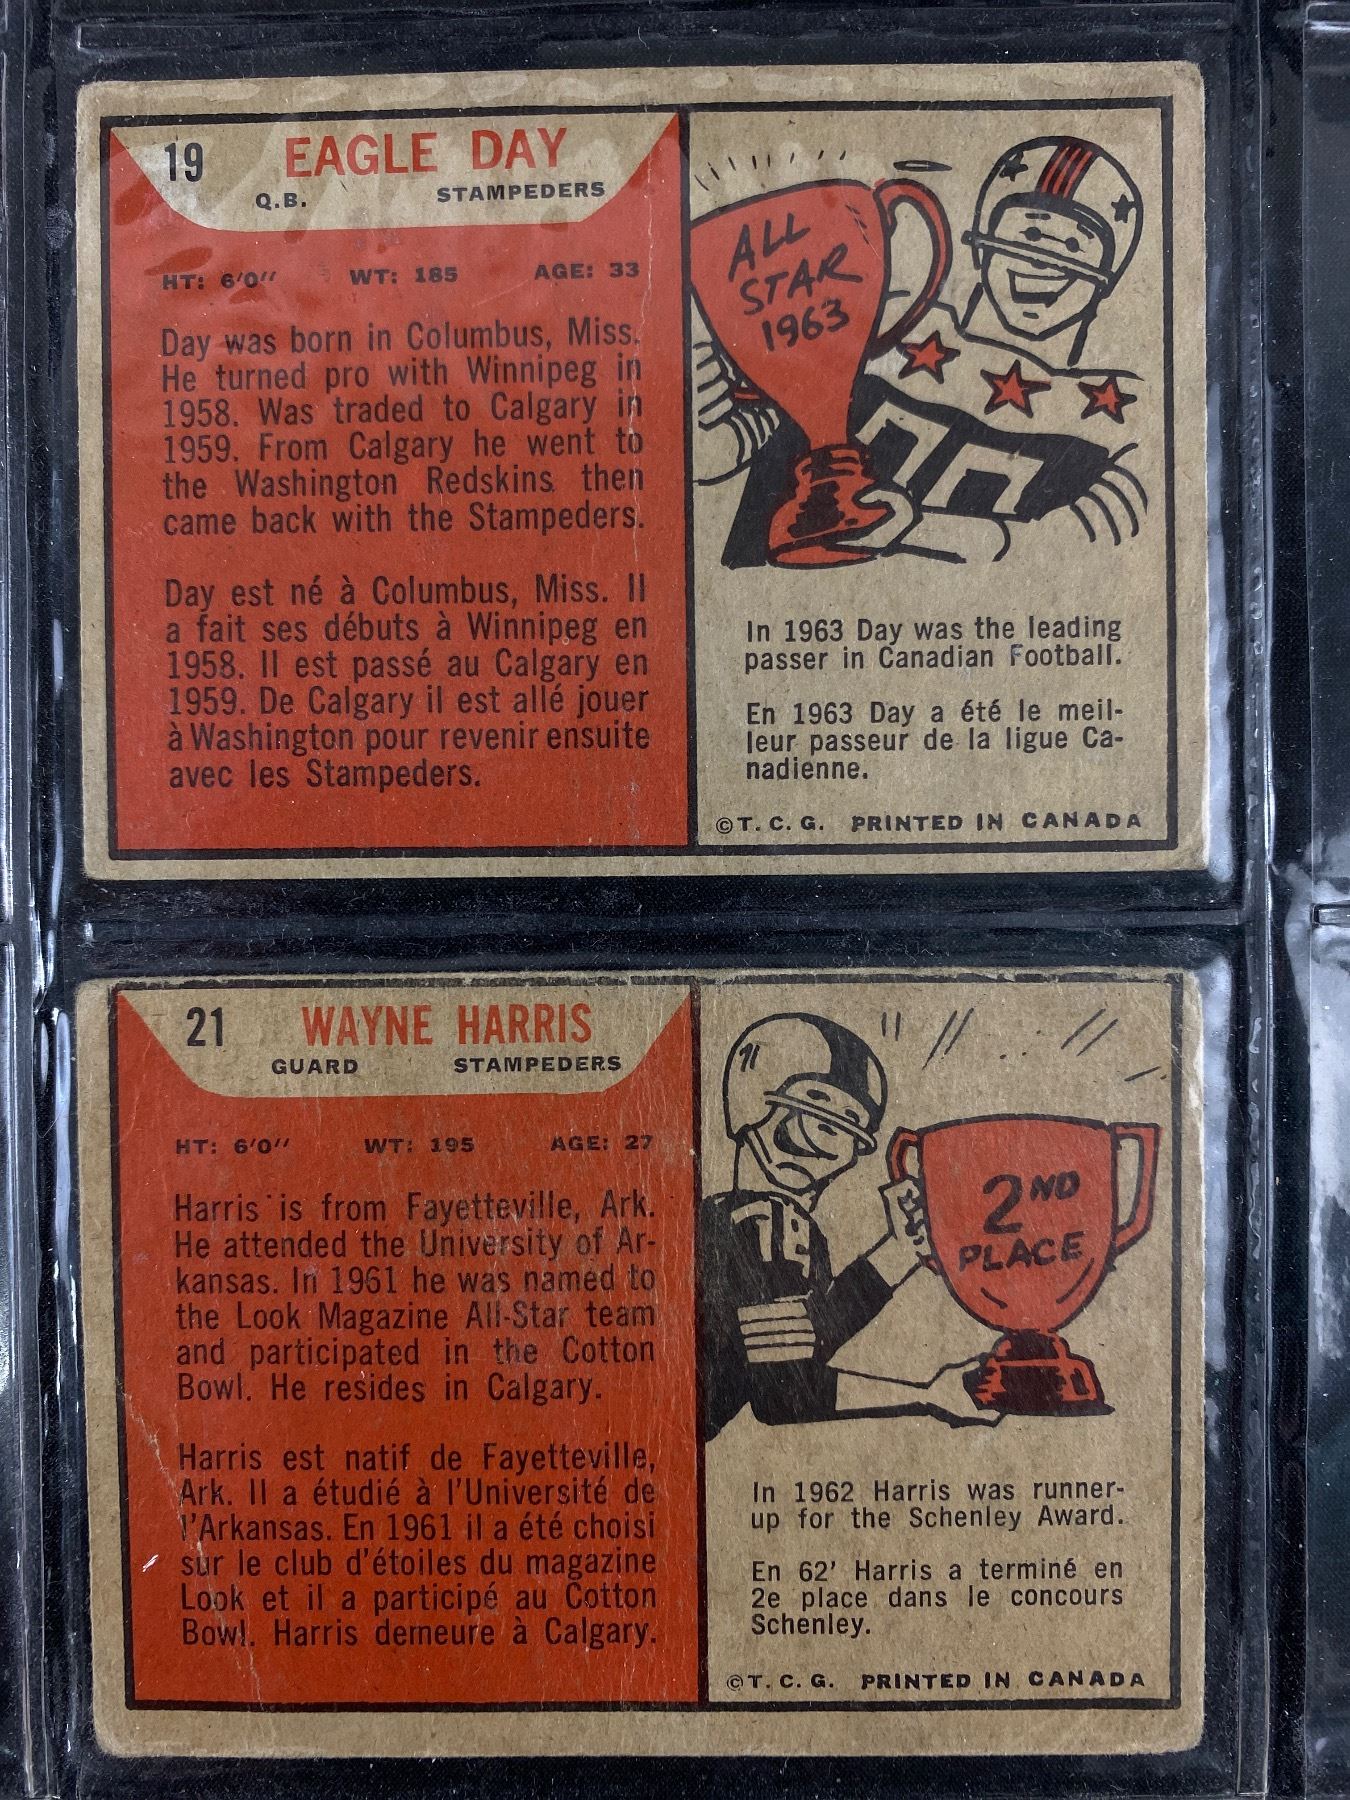 19 EAGLE DAY
Q.B. STAMPEDERS
HT: 6'0" WT: 185 AGE: 33
Day was born in Columbus, Miss.
He turned pro with Winnipeg in
1958. Was traded to Calgary in
1959. From Calgary he went to
the Washington Redskins then
came back with the Stampeders.
Day est né à Columbus, Miss. Il
a fait ses débuts à Winnipeg en
1958. Il est passé au Calgary en
1959. De Calgary il est allé jouer
à Washington pour revenir ensuite
avec les Stampeders.
ALL
STAR
1963
In 1963 Day was the leading
passer in Canadian Football.
En 1963 Day a été le meil-
leur passeur de la ligue Ca-
nadienne.
©T. C. G. PRINTED IN CANADA
21 WAYNE HARRIS
GUARD STAMPEDERS
HT: 6'0" WT: 195 AGE: 27
Harris is from Fayetteville, Ark.
He attended the University of Ar-
kansas. In 1961 he was named to
the Look Magazine All-Star team
and participated in the Cotton
Bowl. He resides in Calgary.
Harris est natif de Fayetteville,
Ark. Il a étudié à l'Université de
l'Arkansas. En 1961 il a été choisi
sur le club d'étoiles du magazine
Look et il a participé au Cotton
Bowl. Harris demeure à Calgary.
2ND
PLACE
In 1962 Harris was runner-
up for the Schenley Award.
En 62' Harris a terminé en
2e place dans le concours
Schenley.
©T. C. G. PRINTED IN CANADA